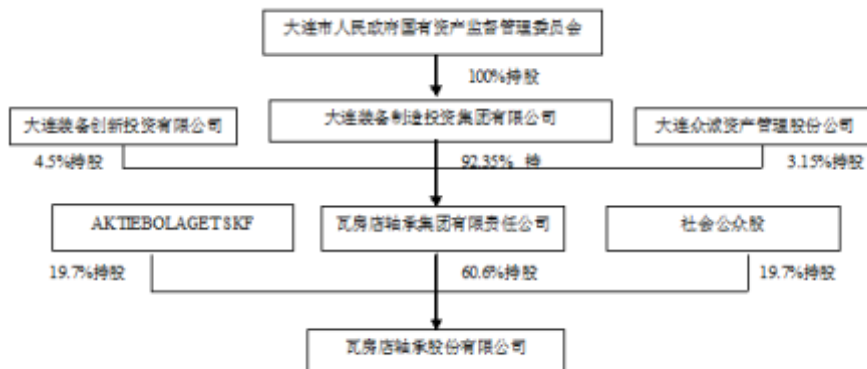 大连市人民政府国有资产监督管理委员会
100%持股
大连装备创新投资有限公司
大连装备制造投资集团有限公司
大连众诚资产管理股份公司
4.5%持股
92.35% 持
3.15%持股
AKTIEBOLAGETSKF
瓦房店轴承集团有限责任公司
社会公众股
19.7%持股
60.6%持股
19.7%持股
瓦房店轴承股份有限公司